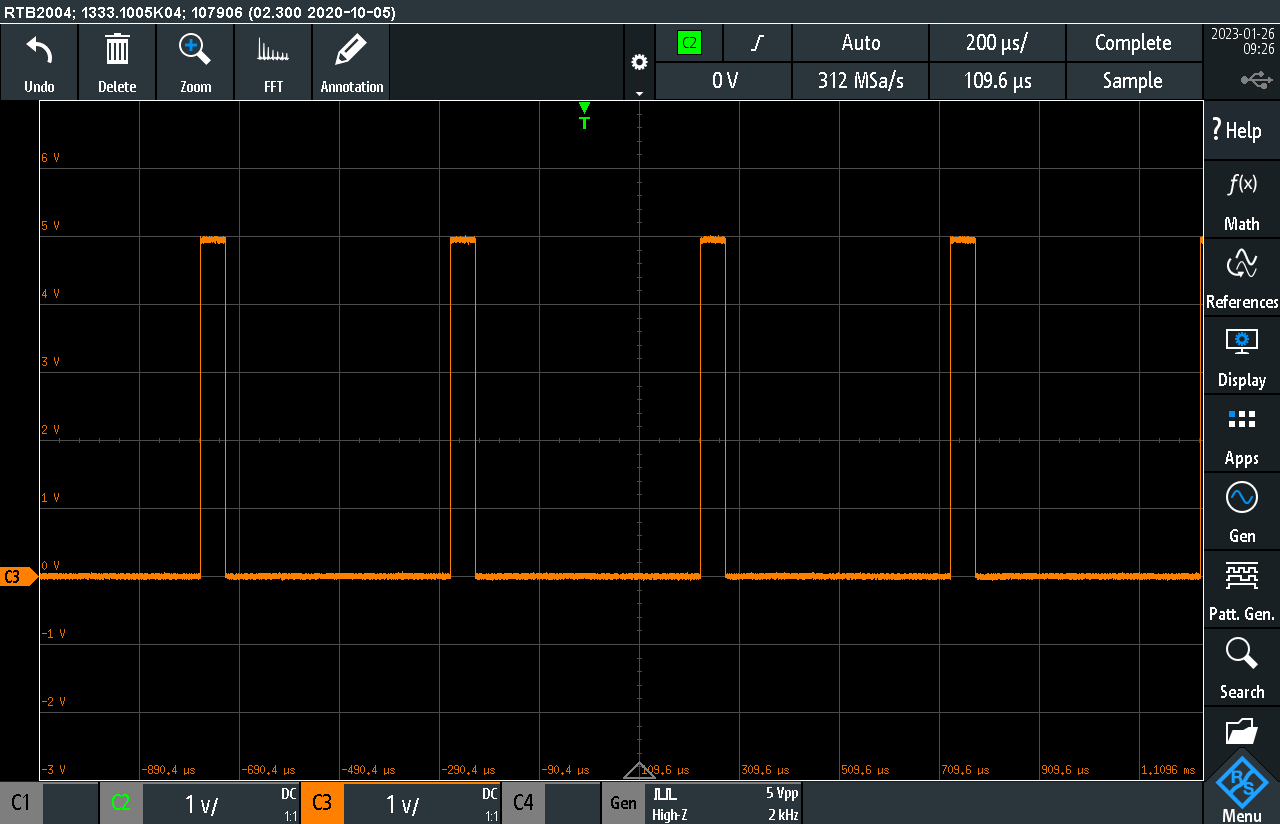 RTB2004; 1333.1005K04; 107906 (02.300 2020-10-05)
Undo
Delete
Zoom
FFT
Annotation
C2
Auto
200 µs/
Complete
0 V
312 MSa/s
109.6 µs
Sample
2023-01-26
09:26
T
6 V
5 V
4 V
3 V
2 V
1 V
0 V
-1 V
-2 V
-3 V
C3
-890.4 µs
-690.4 µs
-490.4 µs
-290.4 µs
-90.4 µs
109.6 µs
309.6 µs
509.6 µs
709.6 µs
909.6 µs
1.1096 ms
? Help
f(x)
Math
References
Display
Apps
Gen
Patt. Gen.
Search
R&S
Menu
C1
C2
1 V/
DC
1:1
C3
1 V/
DC
1:1
C4
Gen
High-Z
5 Vpp
2 kHz